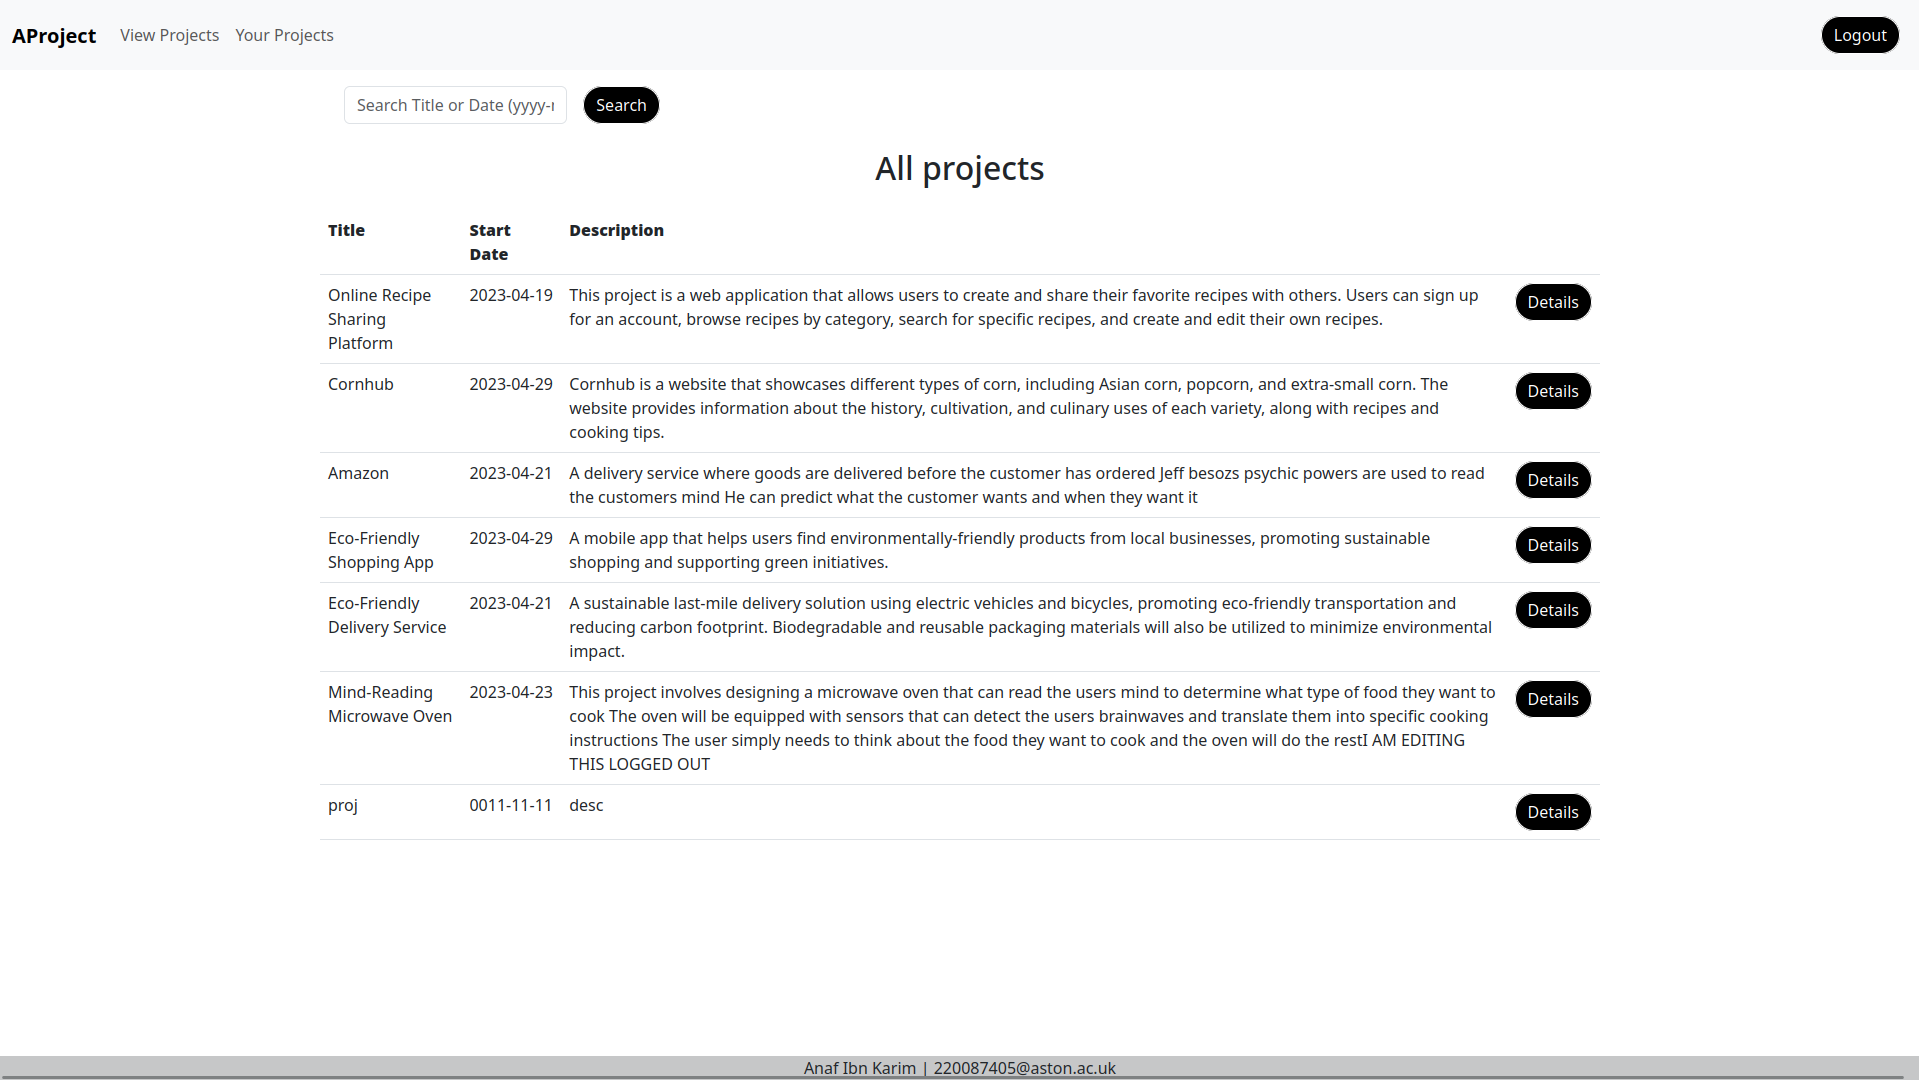 AProject View Projects Your Projects Logout
Search Title or Date (yyyy- Search
All projects
Title Start Date Description
Online Recipe Sharing Platform 2023-04-19 This project is a web application that allows users to create and share their favorite recipes with others. Users can sign up
for an account, browse recipes by category, search for specific recipes, and create and edit their own recipes. Details
Cornhub 2023-04-29 Cornhub is a website that showcases different types of corn, including Asian corn, popcorn, and extra-small corn. The
website provides information about the history, cultivation, and culinary uses of each variety, along with recipes and
cooking tips. Details
Amazon 2023-04-21 A delivery service where goods are delivered before the customer has ordered Jeff besozs psychic powers are used to read
the customers mind He can predict what the customer wants and when they want it Details
Eco-Friendly Shopping App 2023-04-29 A mobile app that helps users find environmentally-friendly products from local businesses, promoting sustainable
shopping and supporting green initiatives. Details
Eco-Friendly Delivery Service 2023-04-21 A sustainable last-mile delivery solution using electric vehicles and bicycles, promoting eco-friendly transportation and
reducing carbon footprint. Biodegradable and reusable packaging materials will also be utilized to minimize environmental
impact. Details
Mind-Reading Microwave Oven 2023-04-23 This project involves designing a microwave oven that can read the users mind to determine what type of food they want to
cook The oven will be equipped with sensors that can detect the users brainwaves and translate them into specific cooking
instructions The user simply needs to think about the food they want to cook and the oven will do the restI AM EDITING
THIS LOGGED OUT Details
proj 0011-11-11 desc Details
Anaf Ibn Karim | 220087405@aston.ac.uk